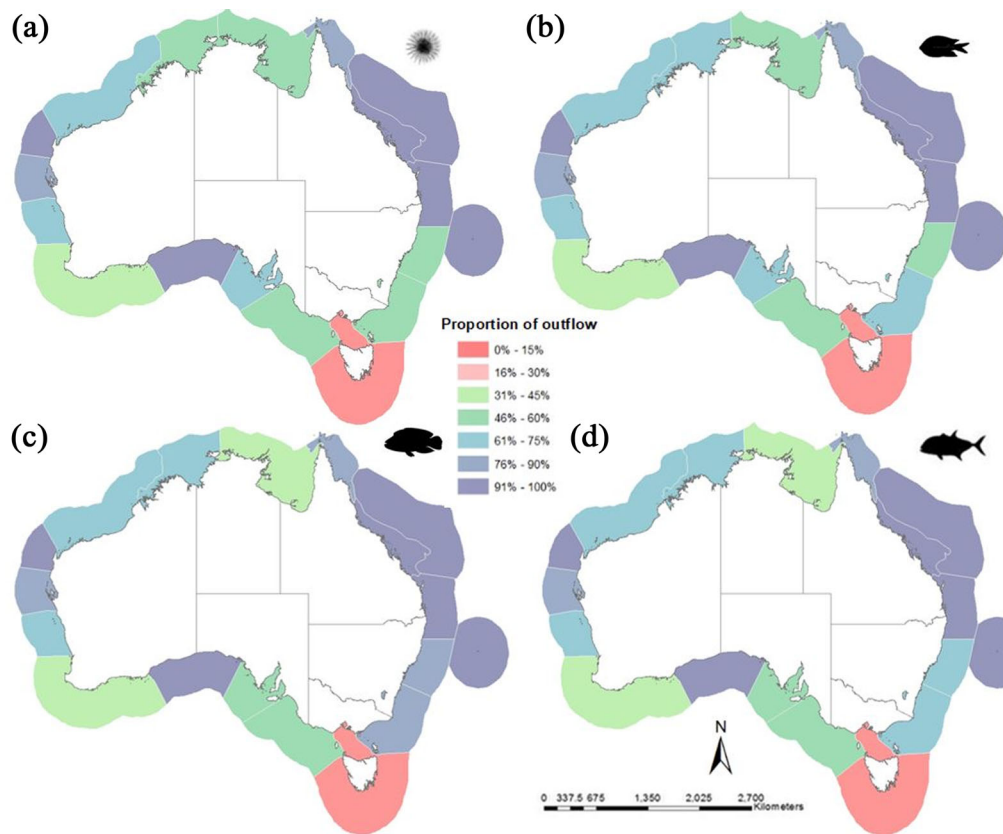 (a)
(b)
Proportion of outflow
0% - 15%
16% - 30%
31% - 45%
46% - 60%
61% - 75%
76% - 90%
91% - 100%
(c)
(d)
N
0 337.5 675 1,350 2,025 2,700
Kilometers